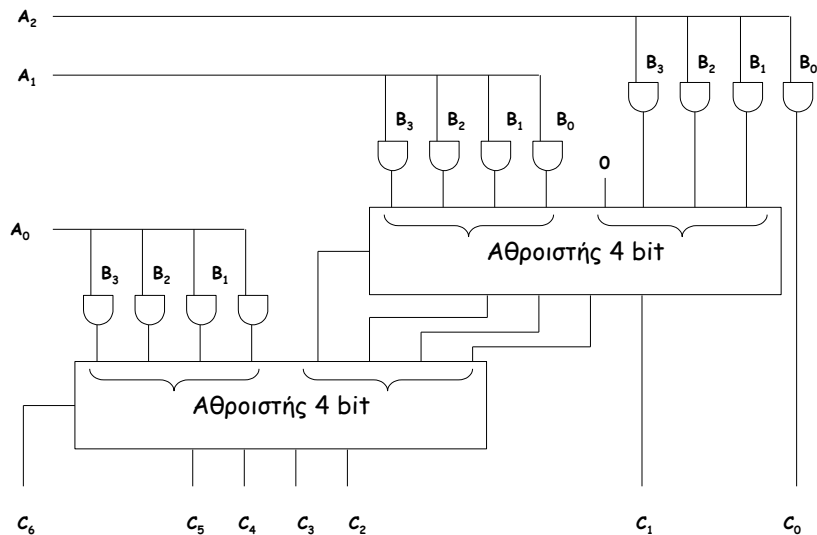 A₂
B₃ B₂ B₁ B₀
A₁
B₃ B₂ B₁ B₀
0
A₀
Αθροιστής 4 bit
B₃ B₂ B₁
Αθροιστής 4 bit
C₆ C₅ C₄ C₃ C₂ C₁ C₀